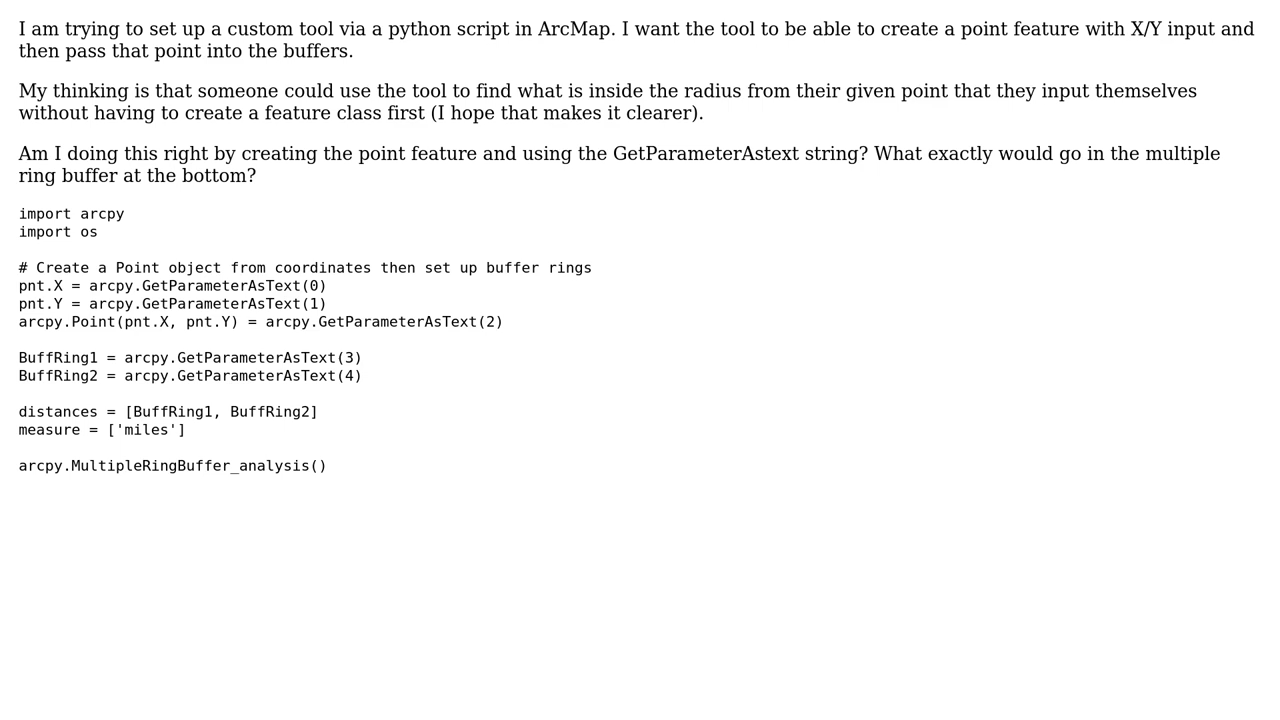 I am trying to set up a custom tool via a python script in ArcMap. I want the tool to be able to create a point feature with X/Y input and
then pass that point into the buffers.
My thinking is that someone could use the tool to find what is inside the radius from their given point that they input themselves
without having to create a feature class first (I hope that makes it clearer).
Am I doing this right by creating the point feature and using the GetParameterAstext string? What exactly would go in the multiple
ring buffer at the bottom?
import arcpy
import os
# Create a Point object from coordinates then set up buffer rings
pnt.X = arcpy.GetParameterAsText(0)
pnt.Y = arcpy.GetParameterAsText(1)
arcpy.Point(pnt.X, pnt.Y) = arcpy.GetParameterAsText(2)
BuffRing1 = arcpy.GetParameterAsText(3)
BuffRing2 = arcpy.GetParameterAsText(4)
distances = [BuffRing1, BuffRing2]
measure = ['miles']
arcpy.MultipleRingBuffer_analysis()